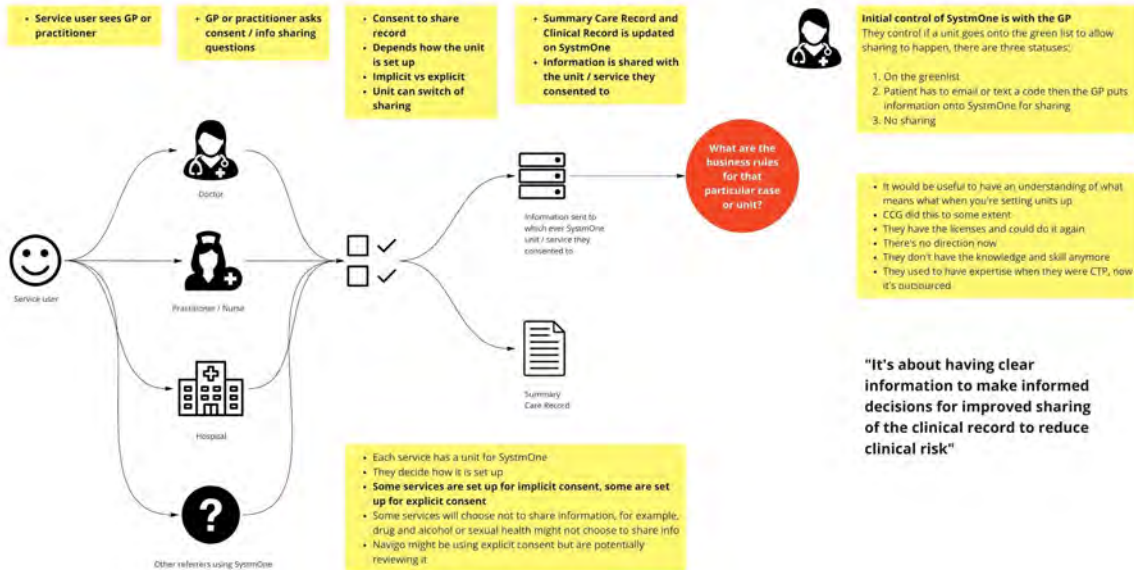 • Service user sees GP or
practitioner
• GP or practitioner asks
consent / info sharing
questions
• Consent to share
record
• Depends how the unit
is set up
• Implicit vs explicit
• Unit can switch of
sharing
• Summary Care Record and
Clinical Record is updated
on SystmOne
• Information is shared with
the unit / service they
consented to
Initial control of SystmOne is with the GP
They control if a unit goes onto the green list to allow
sharing to happen, there are three statuses;
1. On the greenlist
2. Patient has to email or text a code then the GP puts
information onto SystmOne for sharing
3. No sharing
Doctor
What are the
business rules
for that
particular case
or unit?
Information sent to
which ever SystmOne
unit / service they
consented to
• It would be useful to have an understanding of what
means what when you're setting units up
• CCG did this to some extent
• They have the licenses and could do it again
• There's no direction now
• They don't have the knowledge and skill anymore
• They used to have expertise when they were CTP, now
it's outsourced
Service user
Practitioner / Nurse
Hospital
Summary
Care Record
"It's about having clear
information to make informed
decisions for improved sharing
of the clinical record to reduce
clinical risk"
• Each service has a unit for SystmOne
• They decide how it is set up
• Some services are set up for implicit consent, some are set
up for explicit consent
• Some services will choose not to share information, for example,
drug and alcohol or sexual health might not choose to share info
• Navigo might be using explicit consent but are potentially
reviewing it
?
Other referrers using SystmOne